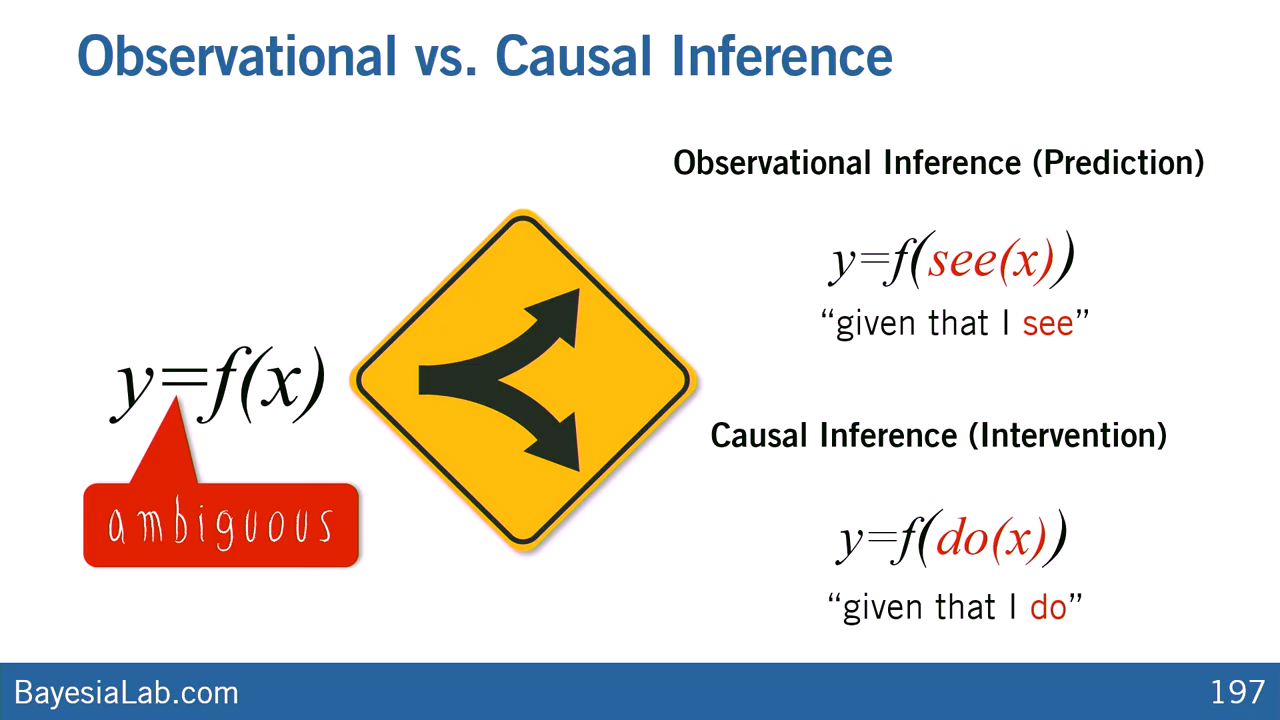 Observational vs. Causal Inference
Observational Inference (Prediction)
y=f(see(x))
“given that I see”
y=f(x)
ambiguous
Causal Inference (Intervention)
y=f(do(x))
“given that I do”
BayesiaLab.com
197